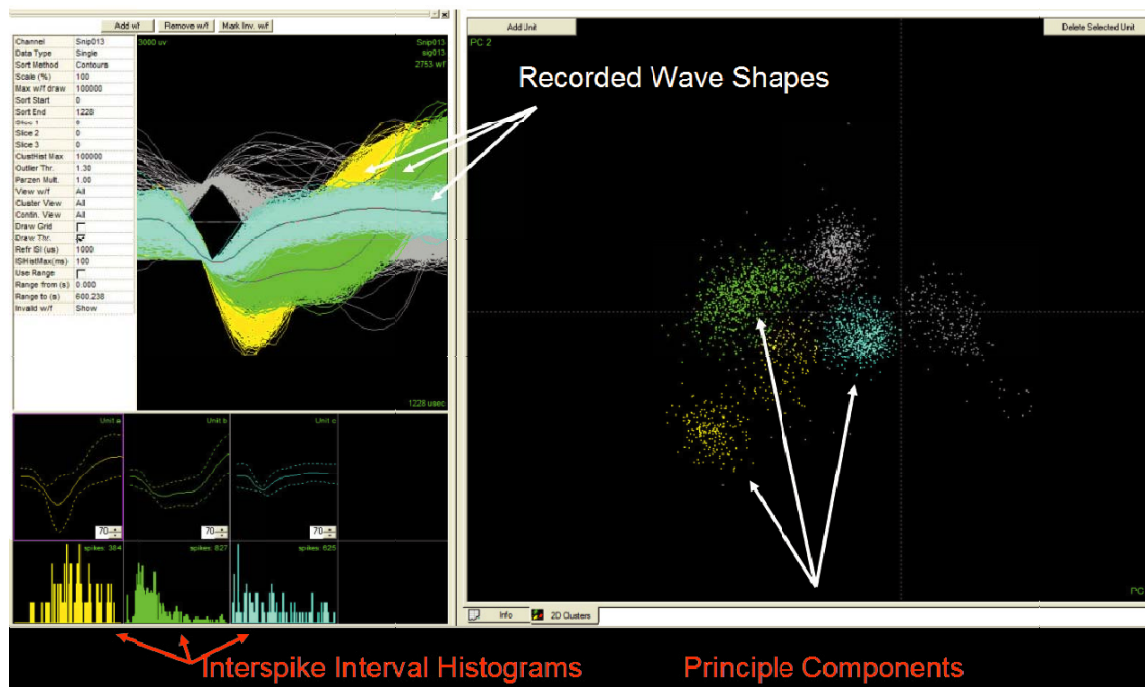 Add wf Remove w/f Mark Inv. w/f
Channel Snip013
Data Type Single
Sort Method Contours
Scale (%) 100
Max w/f draw 100000
Sort Start 0
Sort End 1228
Slice 2 0
Slice 3 0
ClustHist Max 100000
Outlier Thr. 1.30
Parzen Mult. 1.00
View w/f All
Cluster View All
Contin. View All
Draw Grid
Draw Thr.
Refr ISI (us) 1000
ISIHistMax(ms) 100
Use Range
Range from (s) 0.000
Range to (s) 600.238
Invalid w/f Show
3000 uv
Snip013
sig013
2753 wf
1228 usec
Unit a
Unit b
Unit c
70
70
70
spikes: 384
spikes: 827
spikes: 625
Add Unit
Delete Selected Unit
PC 2
Recorded Wave Shapes
PC
Info
2D Clusters
Interspike Interval Histograms
Principle Components